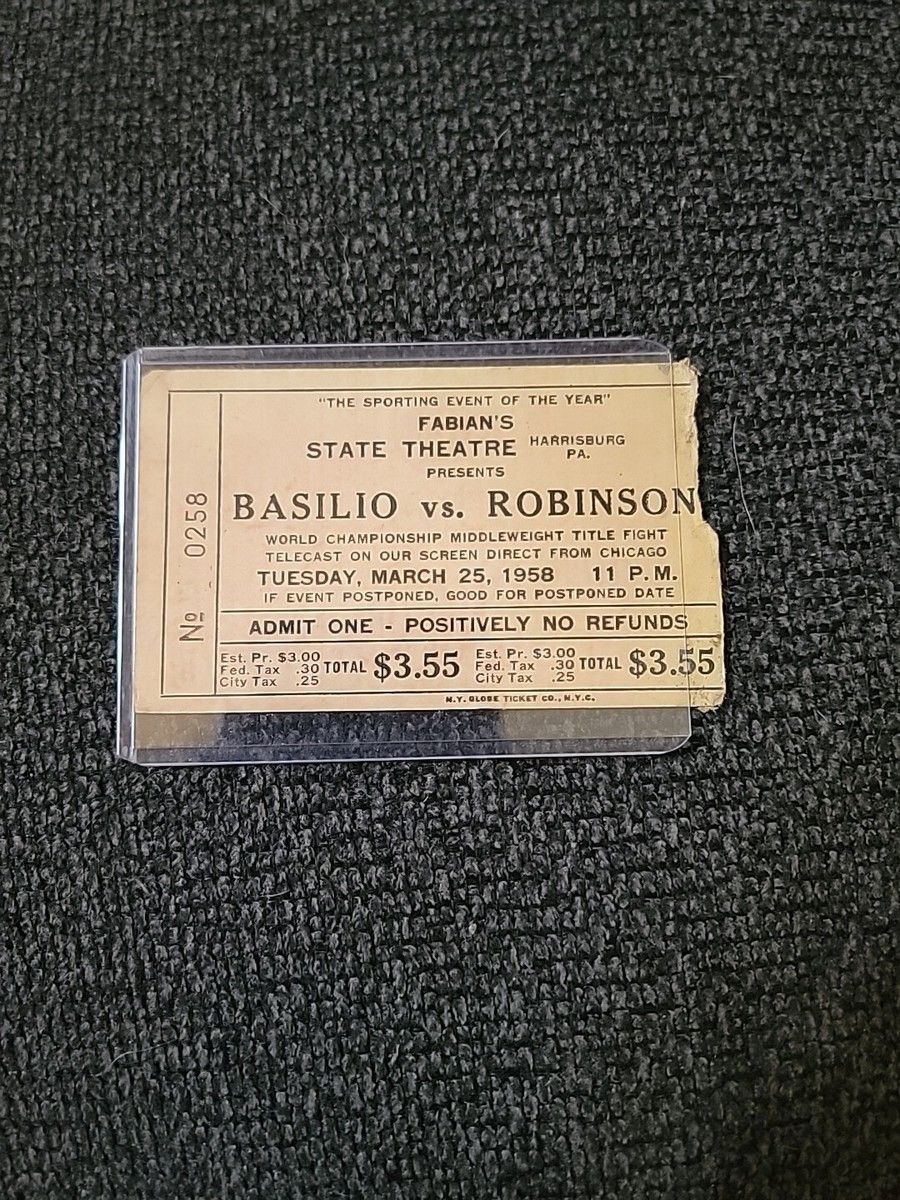 "THE SPORTING EVENT OF THE YEAR"
FABIAN'S
STATE THEATRE HARRISBURG PA.
PRESENTS
BASILIO vs. ROBINSON
WORLD CHAMPIONSHIP MIDDLEWEIGHT TITLE FIGHT
TELECAST ON OUR SCREEN DIRECT FROM CHICAGO
TUESDAY, MARCH 25, 1958 11 P.M.
IF EVENT POSTPONED, GOOD FOR POSTPONED DATE
ADMIT ONE - POSITIVELY NO REFUNDS
Est. Pr. $3.00
Fed. Tax .30
City Tax .25
TOTAL $3.55
Est. Pr. $3.00
Fed. Tax .30
City Tax .25
TOTAL $3.55
N.Y. GLOBE TICKET CO., N.Y.C.
No 0258